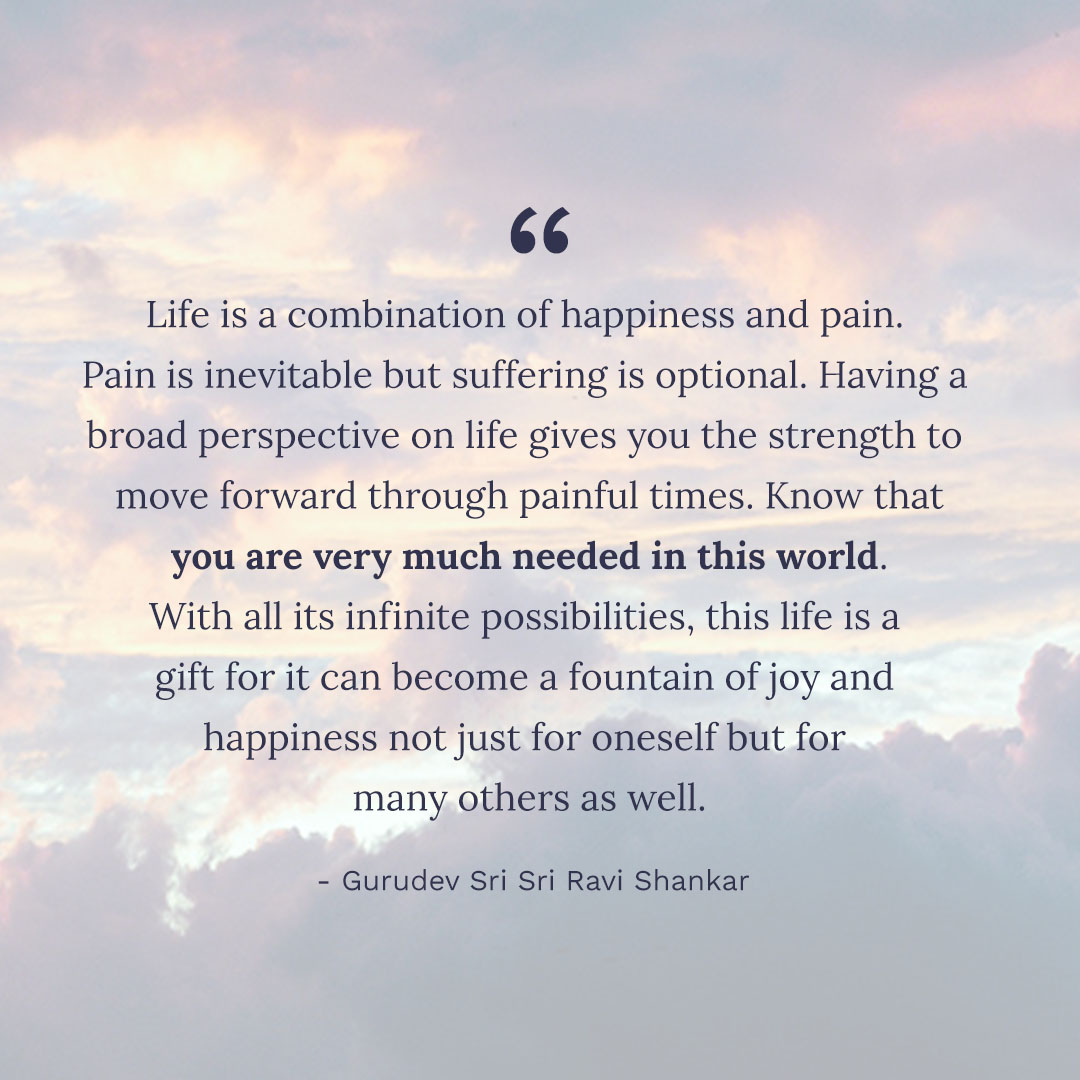 “
Life is a combination of happiness and pain.
Pain is inevitable but suffering is optional. Having a
broad perspective on life gives you the strength to
move forward through painful times. Know that
you are very much needed in this world.
With all its infinite possibilities, this life is a
gift for it can become a fountain of joy and
happiness not just for oneself but for
many others as well.
- Gurudev Sri Sri Ravi Shankar